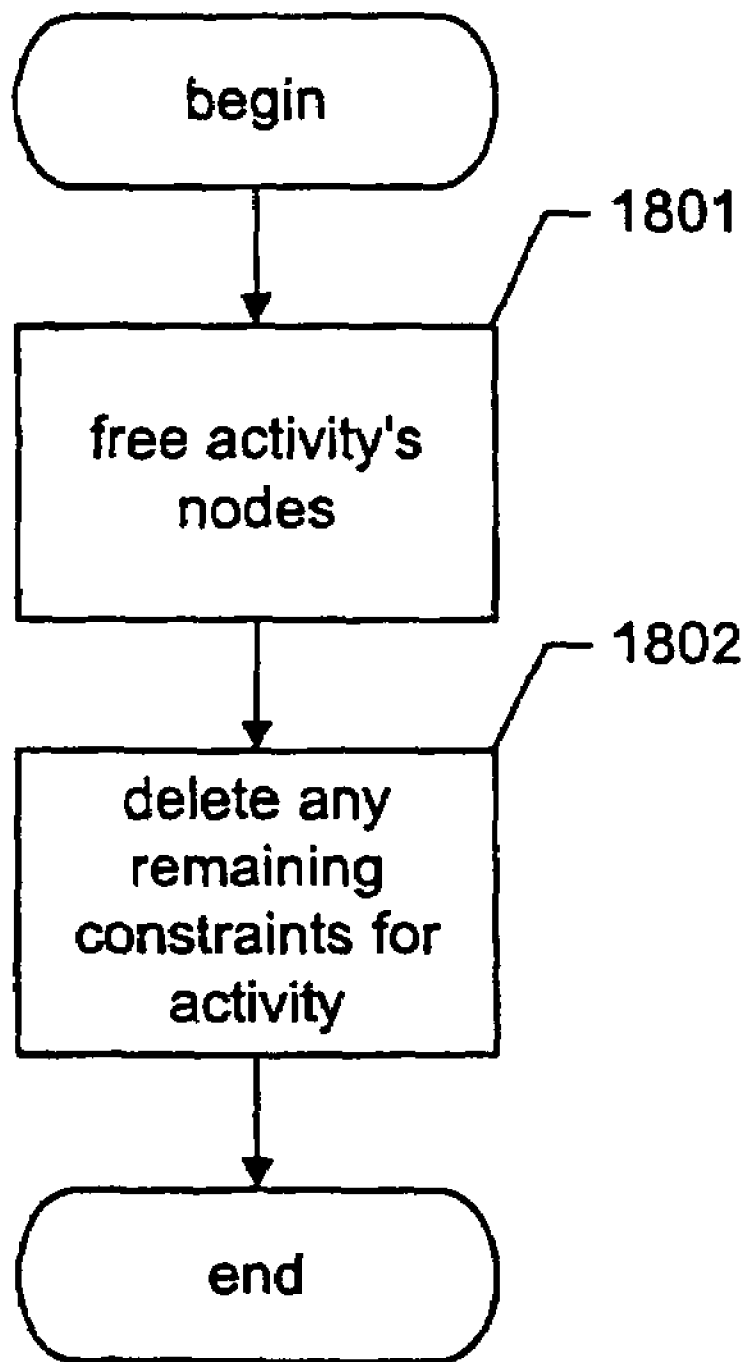 begin
1801
free activity's
nodes
1802
delete any
remaining
constraints for
activity
end